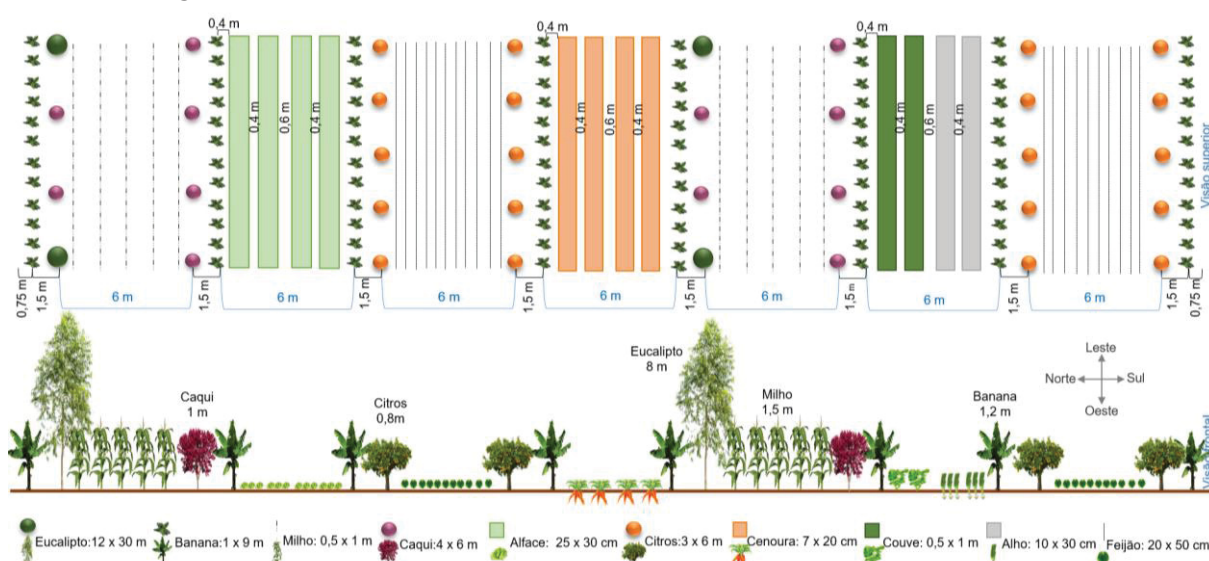 0,4 m
0,4 m
0,4 m
0,4 m
0,6 m
0,4 m
0,4 m
0,6 m
0,4 m
0,4 m
0,6 m
0,4 m
Visão superior
0,75 m
1,5 m
6 m
1,5 m
6 m
1,5 m
6 m
1,5 m
6 m
1,5 m
6 m
1,5 m
6 m
1,5 m
6 m
1,5 m
0,75 m
Eucalipto
8 m
Caqui
1 m
Citros
0,8m
Milho
1,5 m
Banana
1,2 m
Leste
Norte
Sul
Oeste
Visão frontal
Eucalipto:12 x 30 m
Banana:1 x 9 m
Milho: 0,5 x 1 m
Caqui:4 x 6 m
Alface: 25 x 30 cm
Citros:3 x 6 m
Cenoura: 7 x 20 cm
Couve: 0,5 x 1 m
Alho: 10 x 30 cm
Feijão: 20 x 50 cm